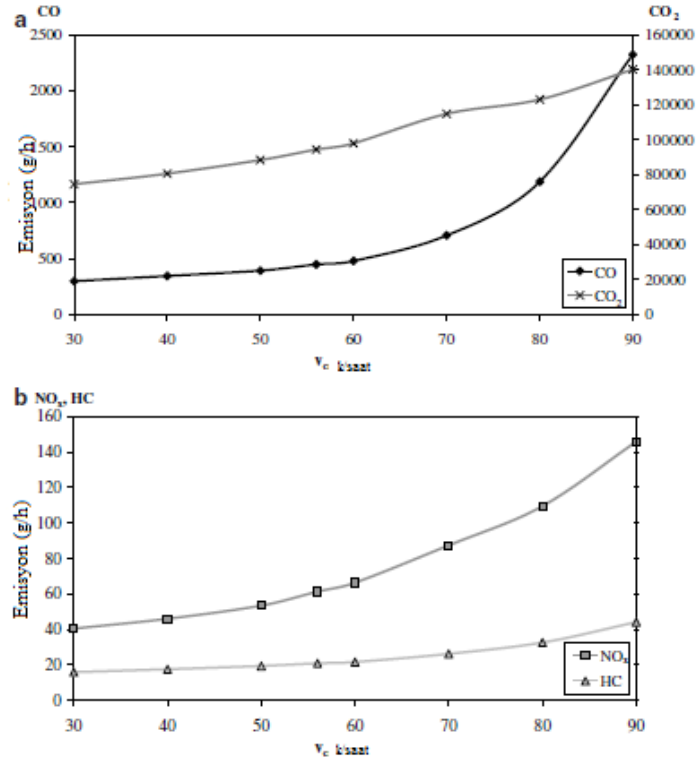 a CO CO₂
2500 160000
140000
2000
120000
1500 100000
80000
1000
60000
500 40000
20000
0 0
Emisyon (g/h)
CO
CO₂
30 40 50 60 70 80 90
vc k/saat
b NOx, HC
160
140
120
100
80
60
40
20
0
Emisyon (g/h)
NOx
HC
30 40 50 60 70 80 90
vc k/saat